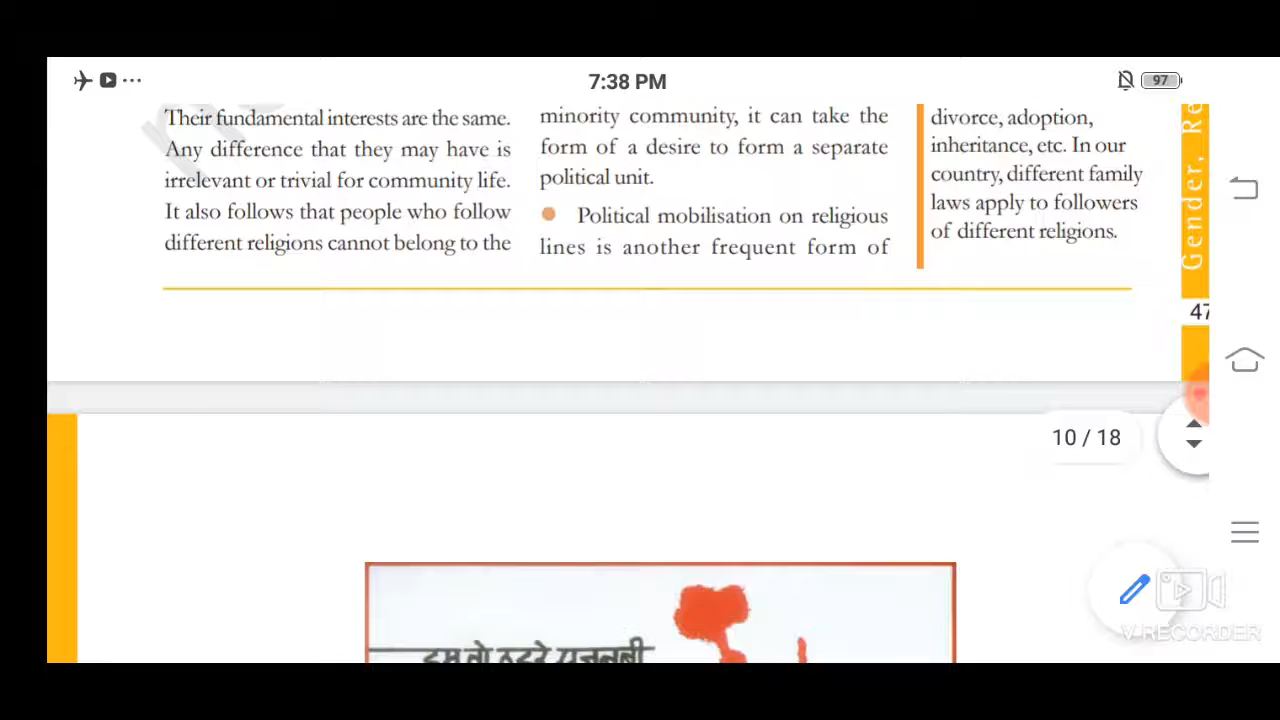 7:38 PM
97
Their fundamental interests are the same.
Any difference that they may have is
irrelevant or trivial for community life.
It also follows that people who follow
different religions cannot belong to the
minority community, it can take the
form of a desire to form a separate
political unit.
Political mobilisation on religious
lines is another frequent form of
divorce, adoption,
inheritance, etc. In our
country, different family
laws apply to followers
of different religions.
Gender, Re
47
10 / 18
हम तो ठहरे अजनबी
V RECORDER